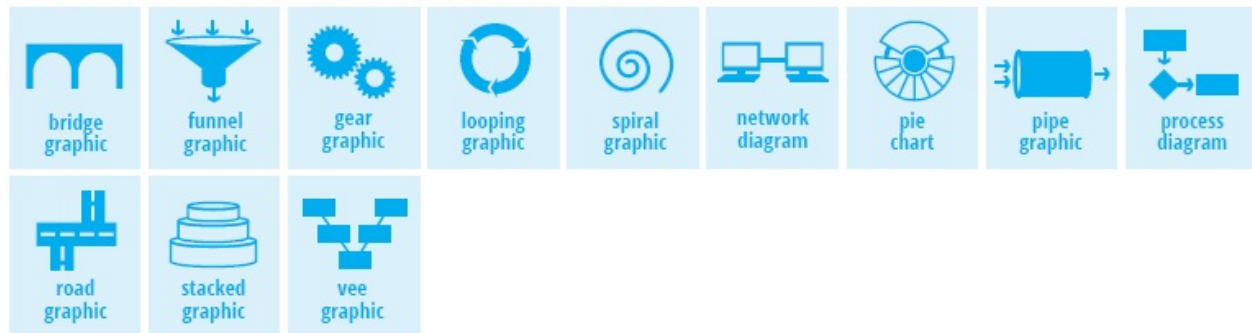 bridge
graphic
funnel
graphic
gear
graphic
looping
graphic
spiral
graphic
network
diagram
pie
chart
pipe
graphic
process
diagram
road
graphic
stacked
graphic
vee
graphic